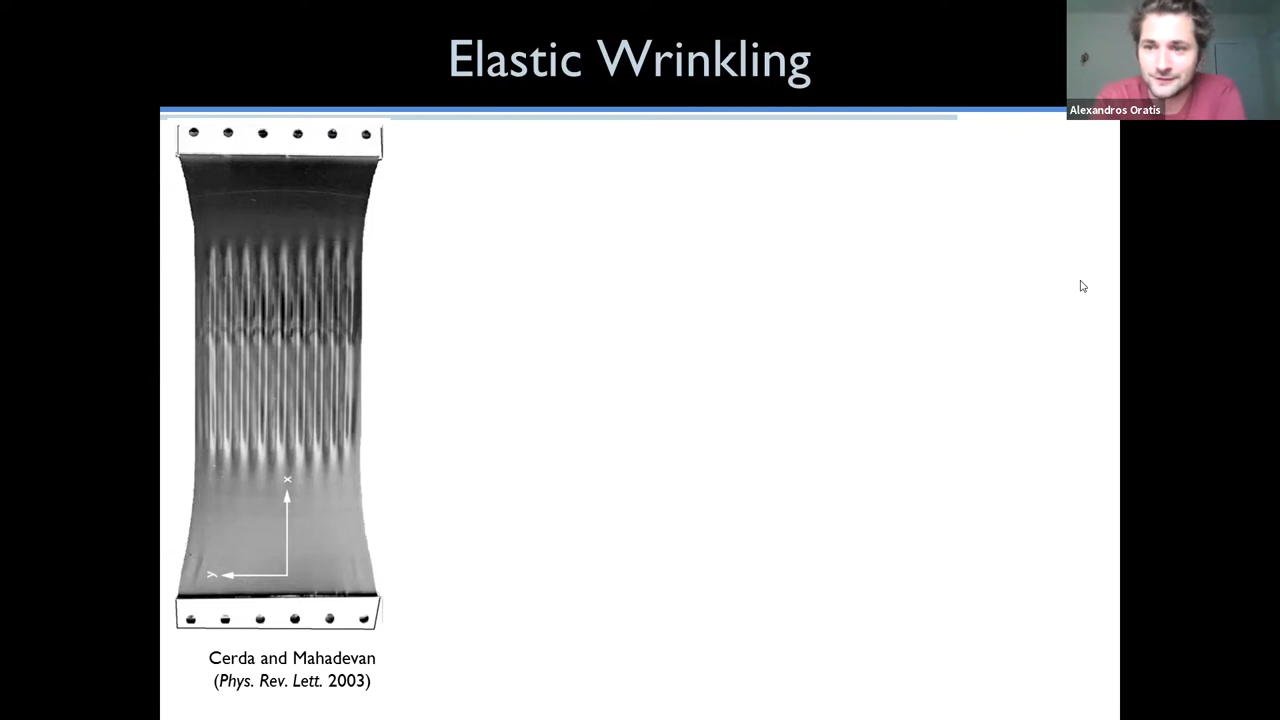 Elastic Wrinkling
Alexandros Oratis
x
y
Cerda and Mahadevan
(Phys. Rev. Lett. 2003)